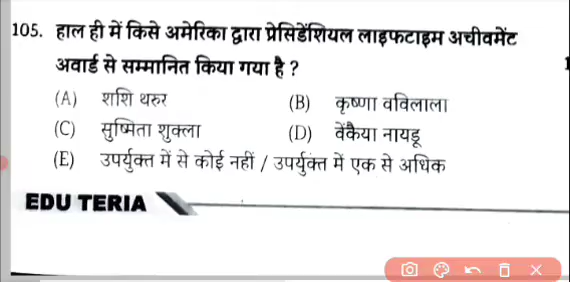 105. हाल ही में किसे अमेरिका द्वारा प्रेसिडेंशियल लाइफटाइम अचीवमेंट
अवार्ड से सम्मानित किया गया है ?
(A) शशि थरुर (B) कृष्णा वविलाला
(C) सुष्मिता शुक्ला (D) वेंकैया नायडू
(E) उपर्युक्त में से कोई नहीं / उपर्युक्त में एक से अधिक
EDU TERIA